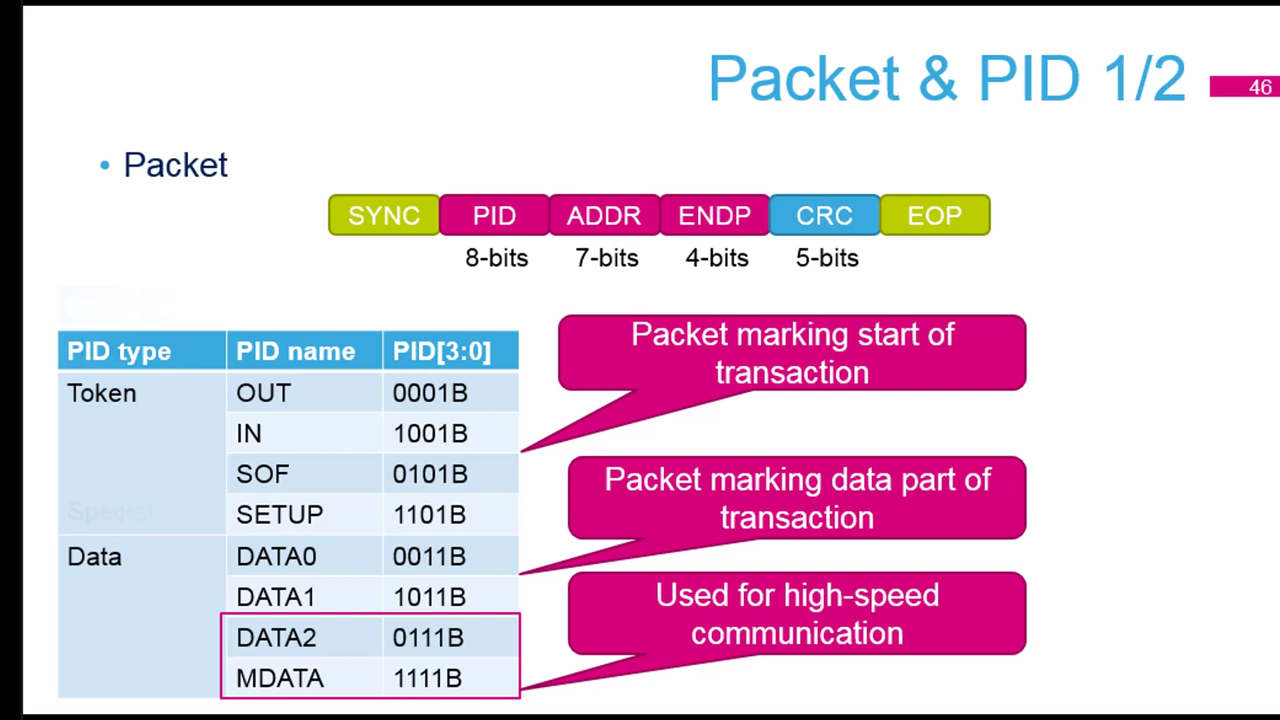 Packet & PID 1/2
46
• Packet
SYNC PID ADDR ENDP CRC EOP
8-bits 7-bits 4-bits 5-bits
PID type PID name PID[3:0]
Token OUT 0001B
IN 1001B
SOF 0101B
SETUP 1101B
Data DATA0 0011B
DATA1 1011B
DATA2 0111B
MDATA 1111B
Packet marking start of
transaction
Packet marking data part of
transaction
Used for high-speed
communication